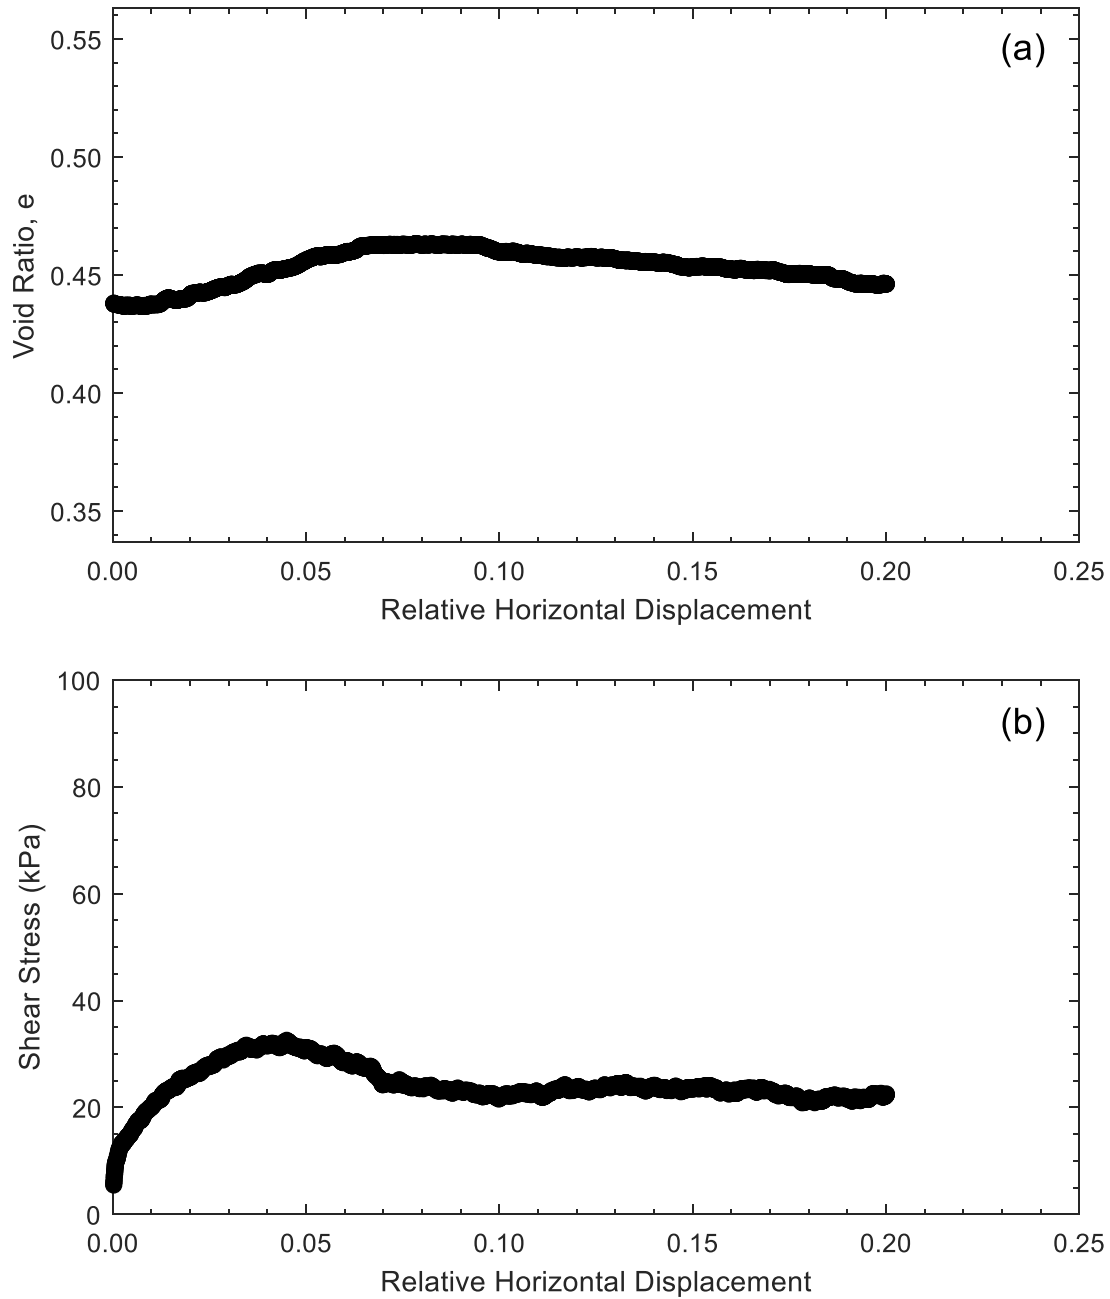 (a)
0.55
0.50
0.45
0.40
0.35
Void Ratio, e
0.00 0.05 0.10 0.15 0.20 0.25
Relative Horizontal Displacement
(b)
100
80
60
40
20
0
Shear Stress (kPa)
0.00 0.05 0.10 0.15 0.20 0.25
Relative Horizontal Displacement